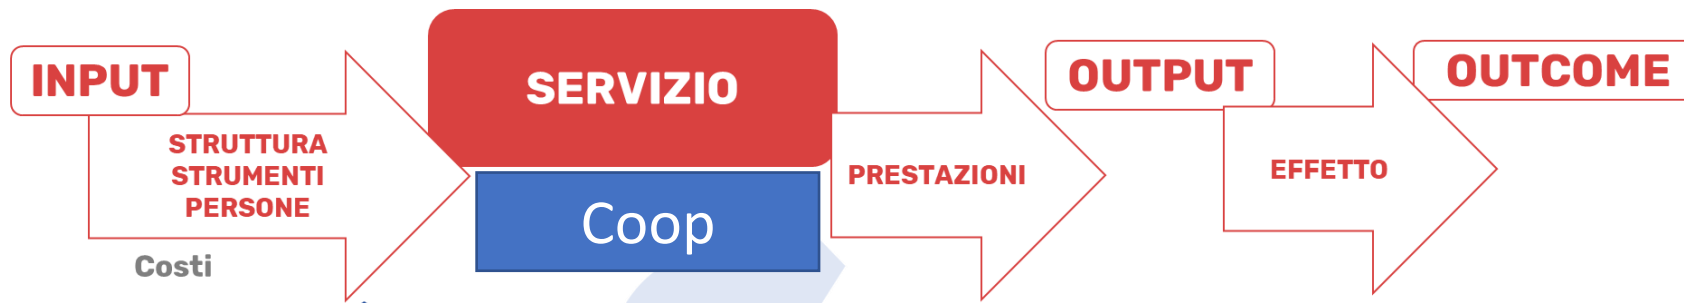 INPUT
STRUTTURA
STRUMENTI
PERSONE
Costi
SERVIZIO
Coop
PRESTAZIONI
OUTPUT
EFFETTO
OUTCOME